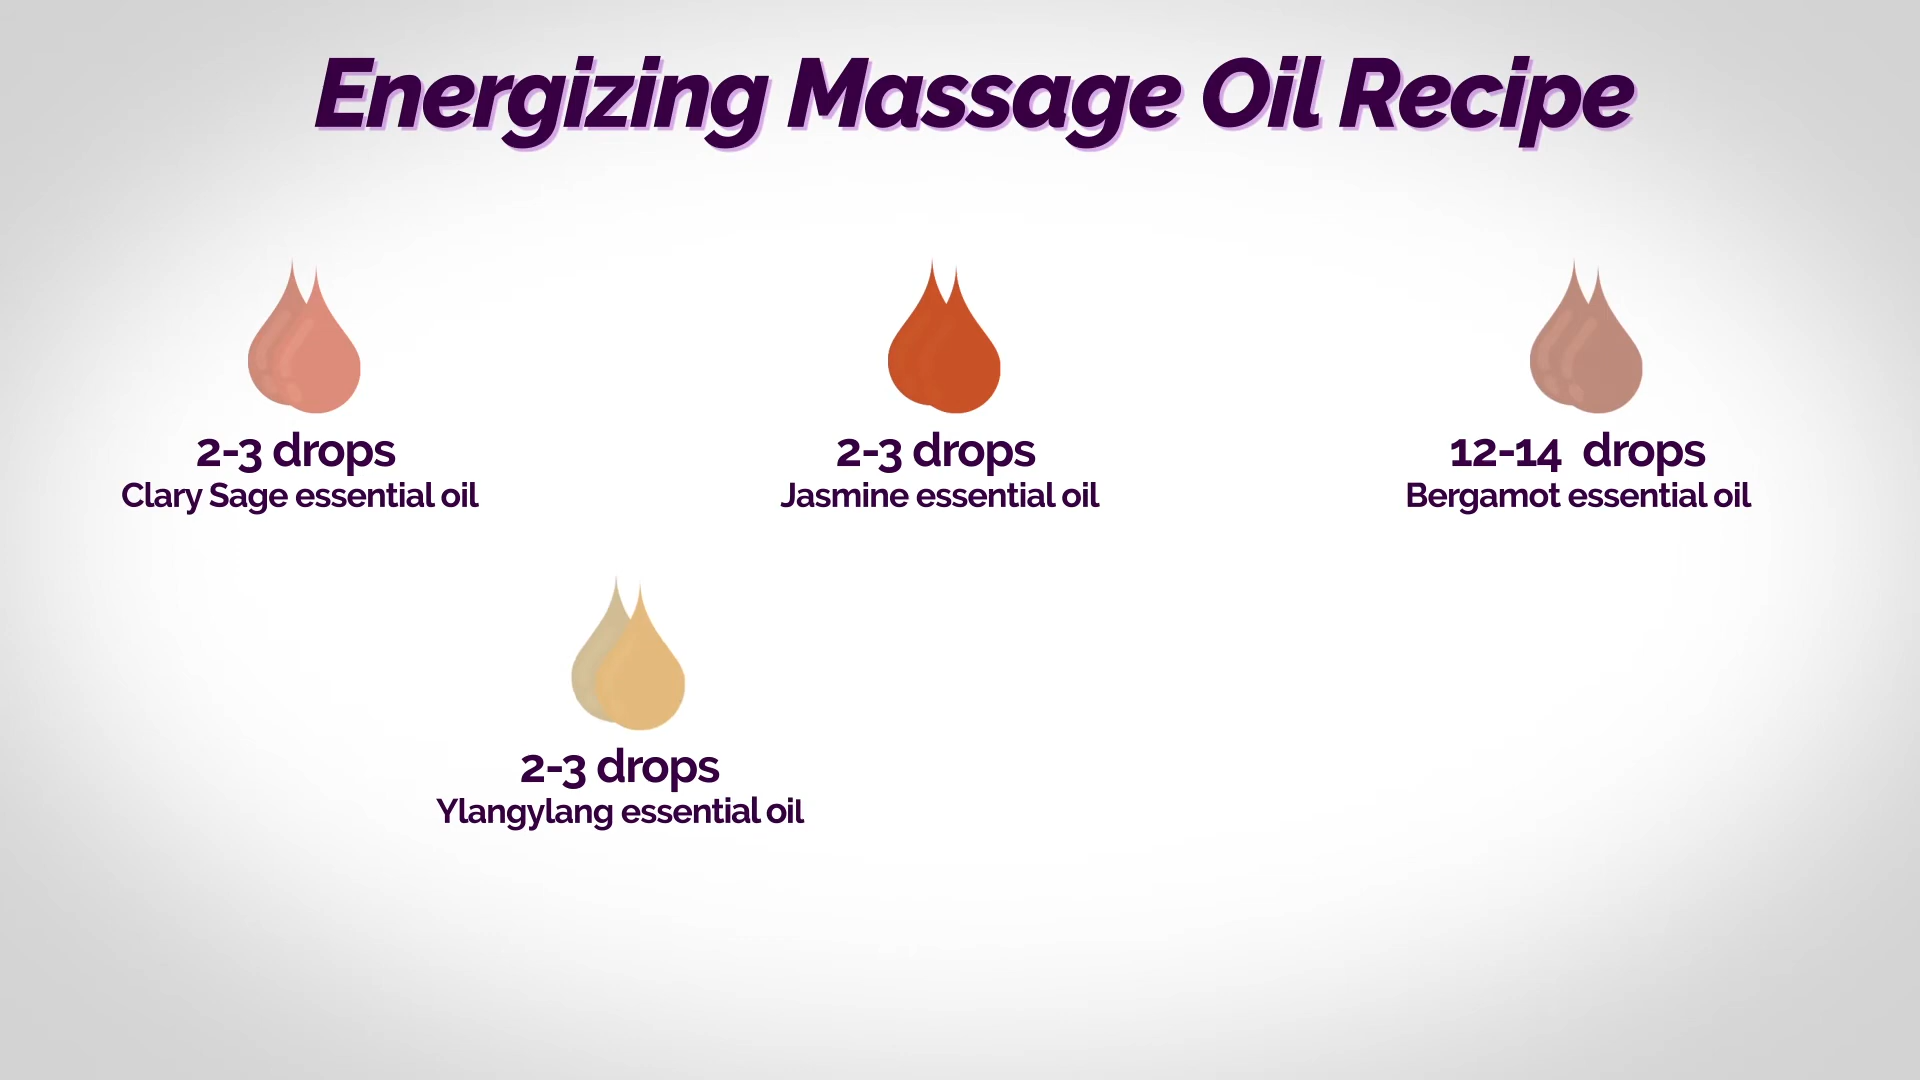 Energizing Massage Oil Recipe
2-3 drops
Clary Sage essential oil
2-3 drops
Jasmine essential oil
12-14 drops
Bergamot essential oil
2-3 drops
Ylangylang essential oil